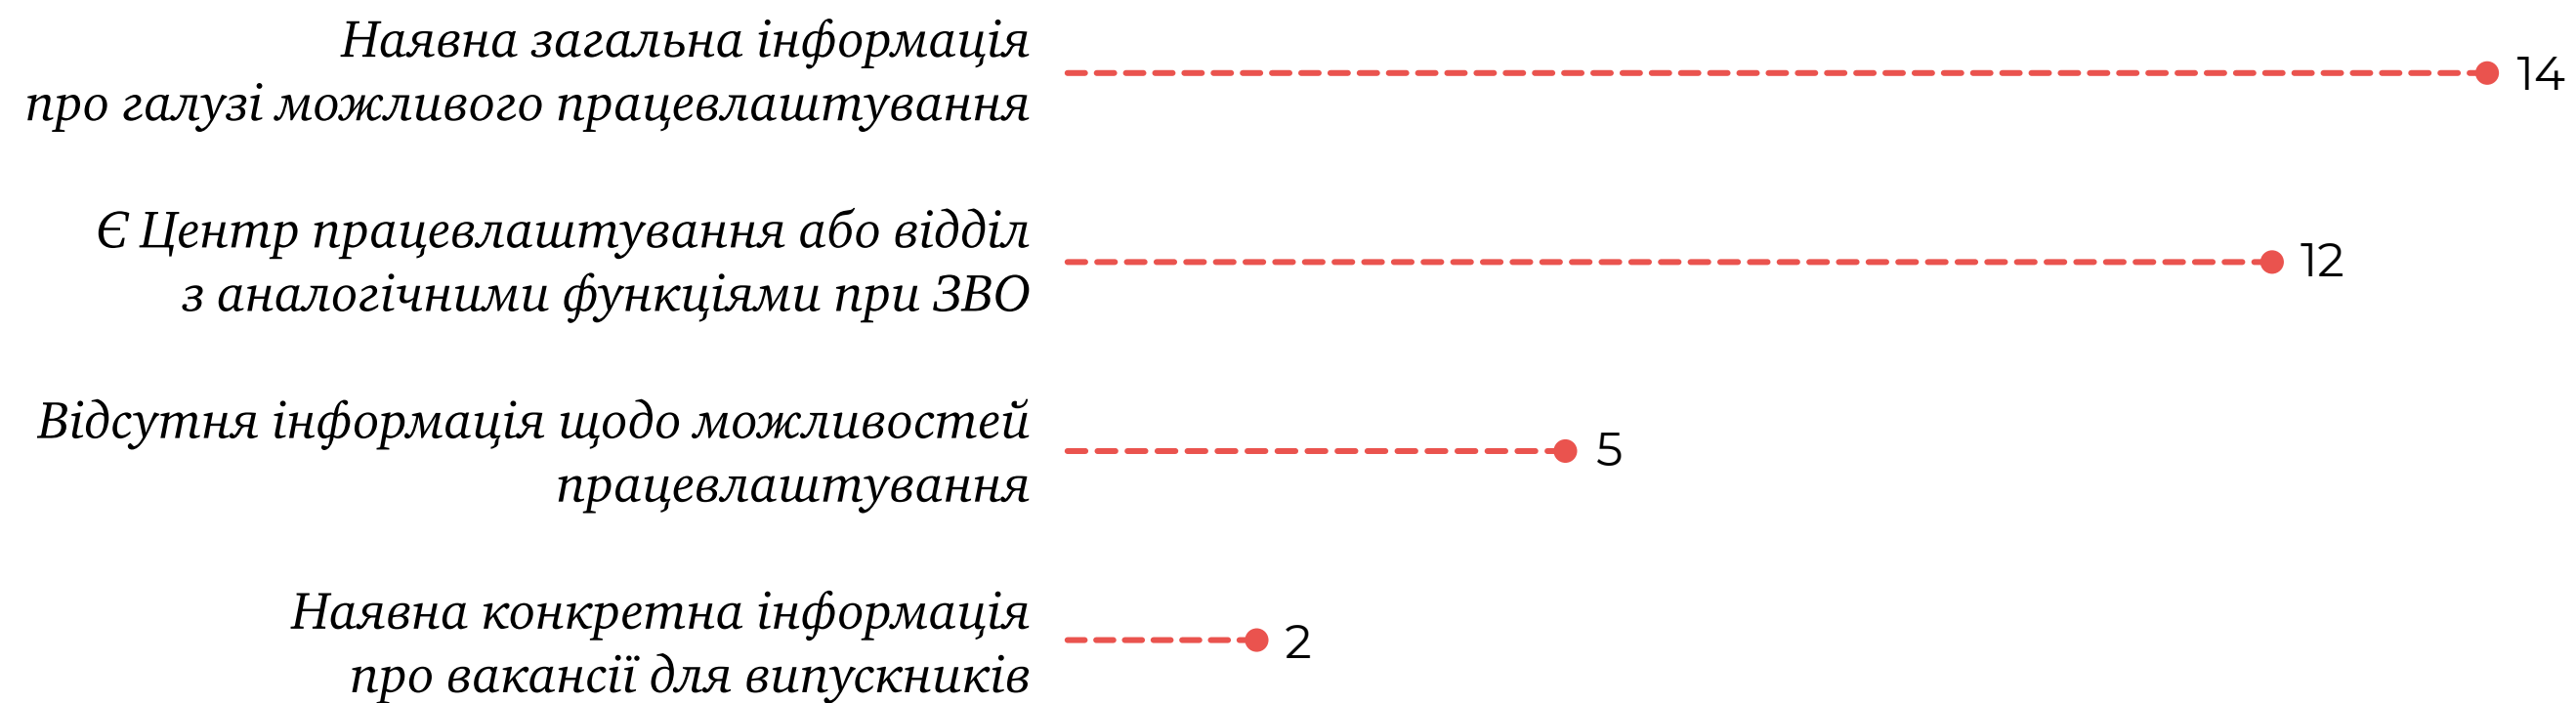 Наявна загальна інформація
про галузі можливого працевлаштування
14
Є Центр працевлаштування або відділ
з аналогічними функціями при ЗВО
12
Відсутня інформація щодо можливостей
працевлаштування
5
Наявна конкретна інформація
про вакансії для випускників
2